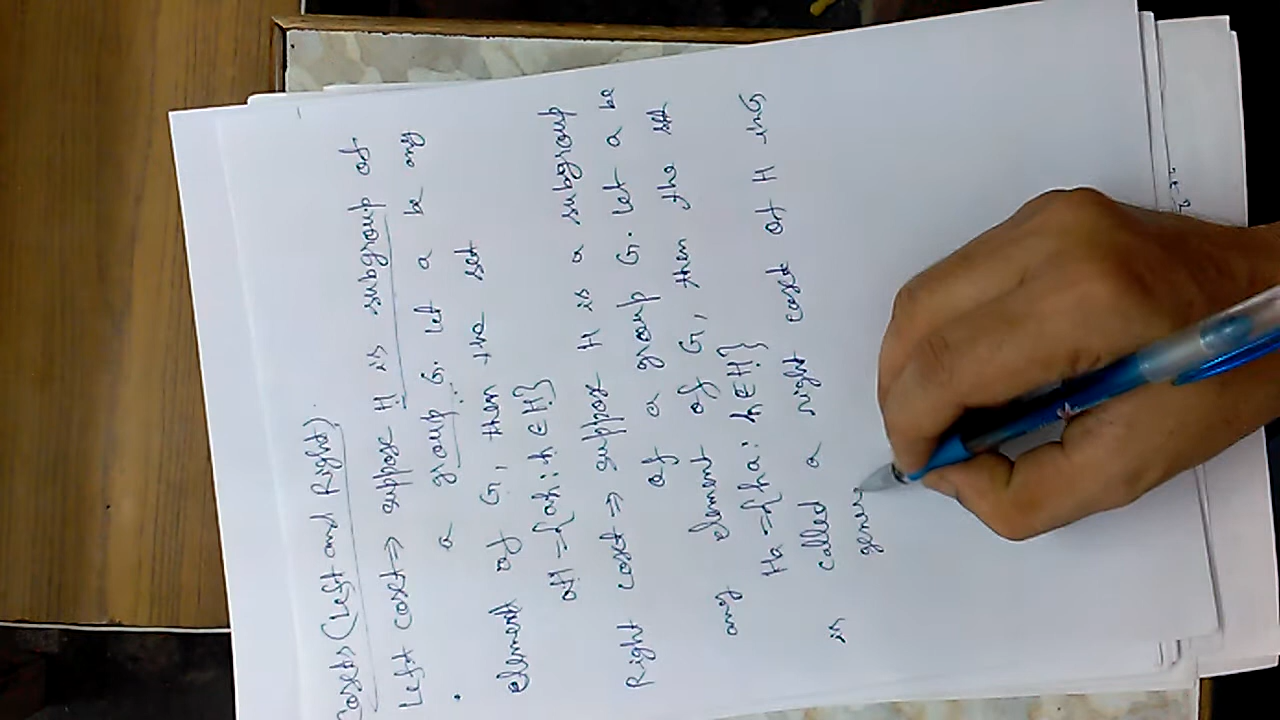 Cosets (Left and Right)
Left coset ⇒ suppose H is subgroup of
a group G. Let a be any
element of G, then the set
aH = {ah : h ∈ H}
Right coset ⇒ suppose H is a subgroup
of a group G. Let a be
any element of G, then the set
Ha = {ha : h ∈ H}
is called a right coset of H in G
gener